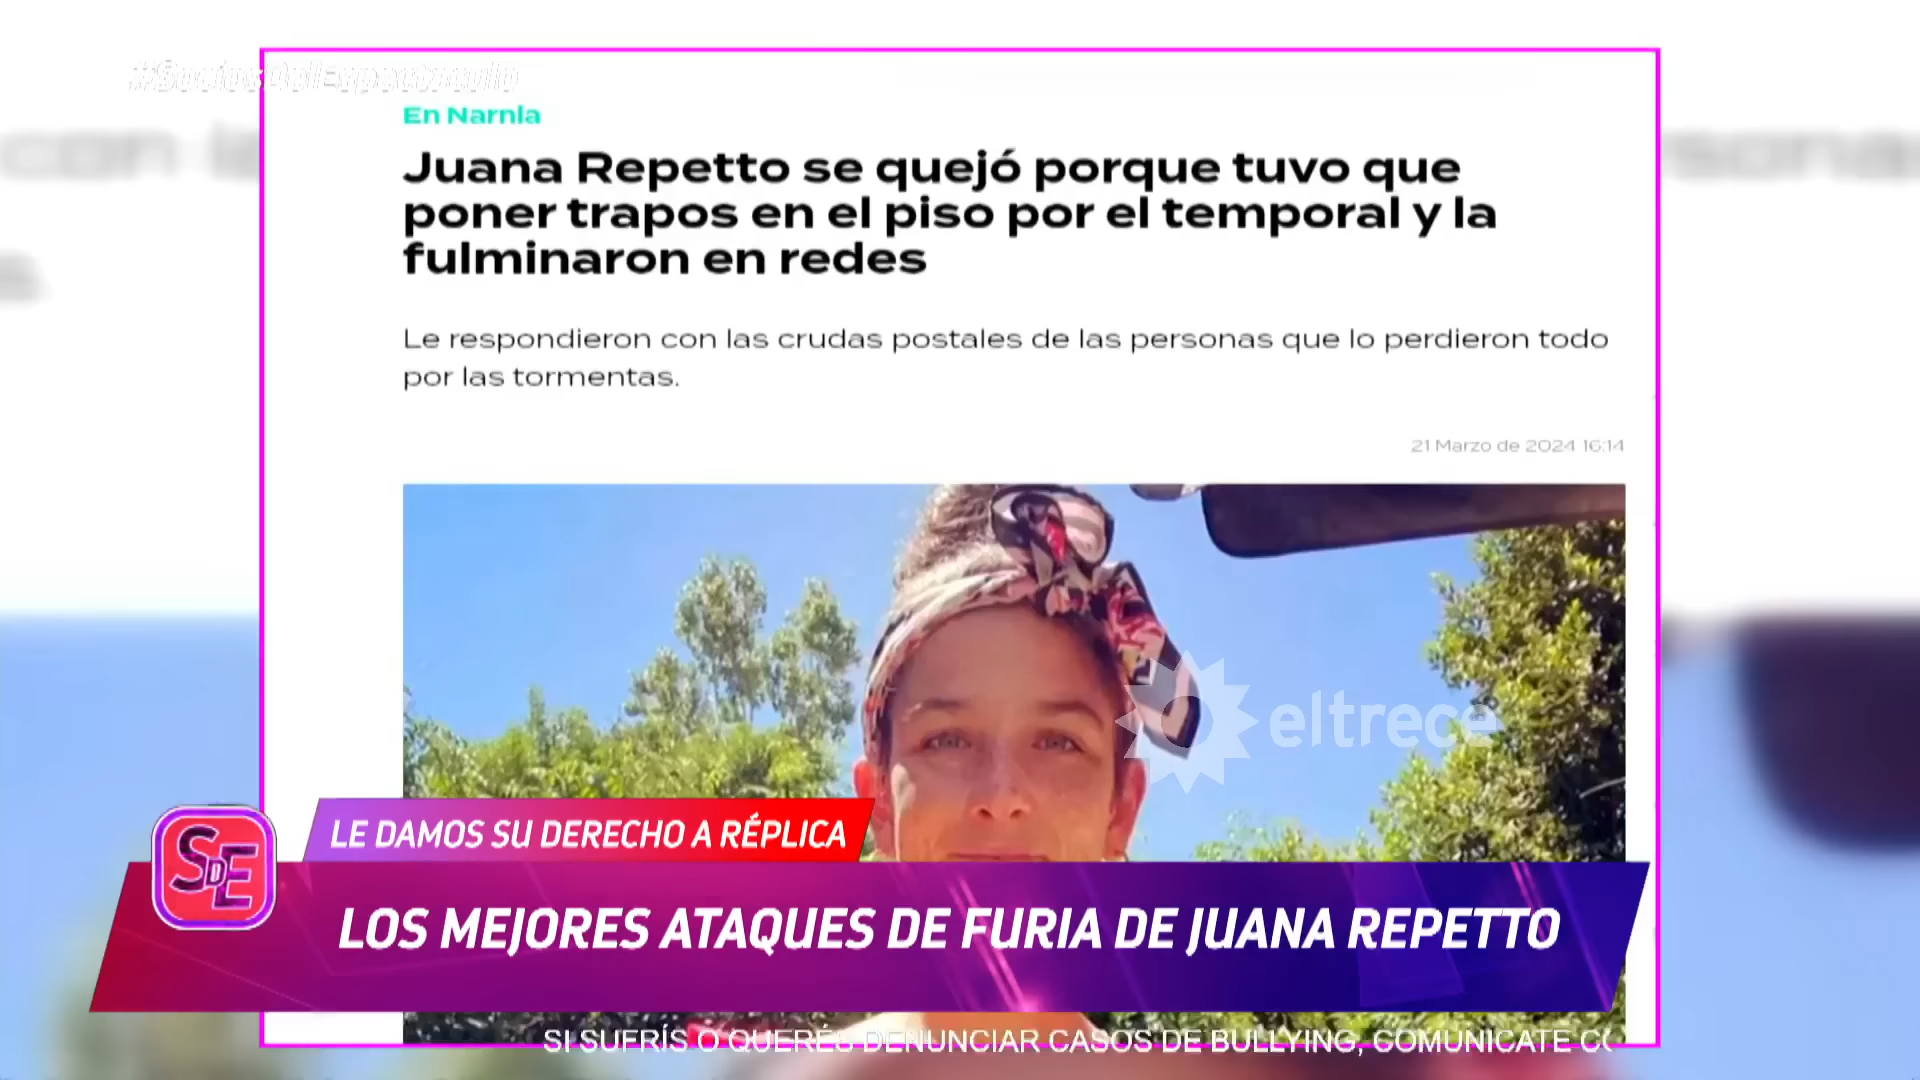 #SociosDelEspectáculo
En Narnia
Juana Repetto se quejó porque tuvo que
poner trapos en el piso por el temporal y la
fulminaron en redes
Le respondieron con las crudas postales de las personas que lo perdieron todo
por las tormentas.
21 Marzo de 2024 16:14
eltrece
SDE
LE DAMOS SU DERECHO A RÉPLICA
LOS MEJORES ATAQUES DE FURIA DE JUANA REPETTO
SI SUFRÍS O QUERÉS DENUNCIAR CASOS DE BULLYING, COMUNICATE